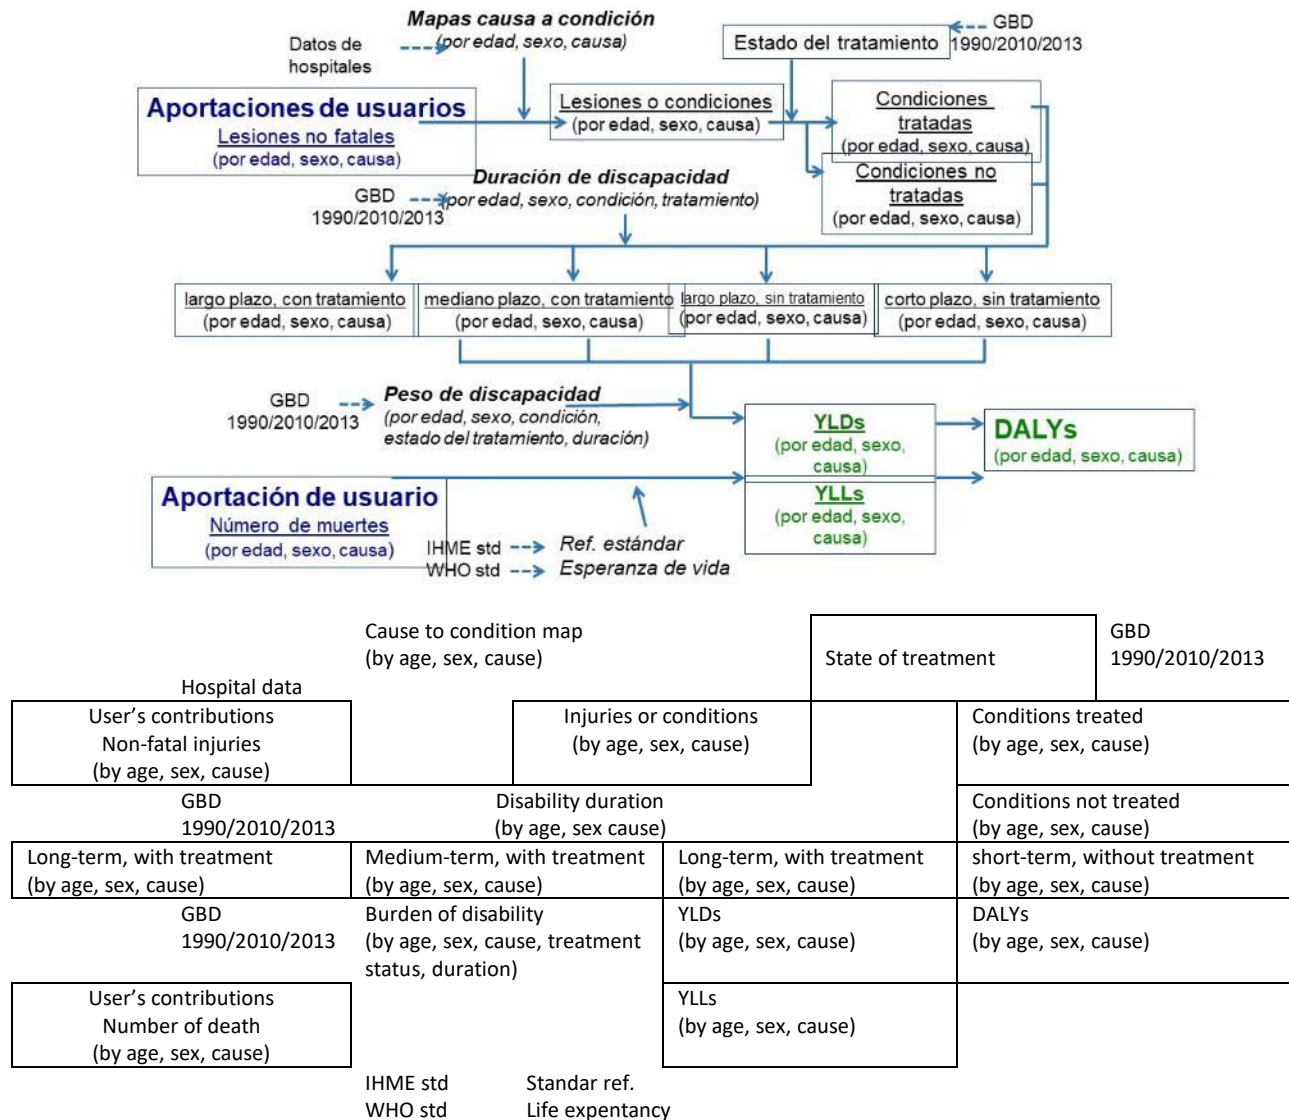 Mapas causa a condición
(por edad, sexo, causa)
Datos de
hospitales
Estado del tratamiento
GBD
1990/2010/2013
Aportaciones de usuarios
Lesiones no fatales
(por edad, sexo, causa)
Lesiones o condiciones
(por edad, sexo, causa)
Condiciones
tratadas
(por edad, sexo, causa)
Condiciones no
tratadas
(por edad, sexo, causa)
GBD
1990/2010/2013
Duración de discapacidad
(por edad, sexo, condición, tratamiento)
largo plazo, con tratamiento
(por edad, sexo, causa)
mediano plazo, con tratamiento
(por edad, sexo, causa)
largo plazo, sin tratamiento
(por edad, sexo, causa)
corto plazo, sin tratamiento
(por edad, sexo, causa)
GBD
1990/2010/2013
Peso de discapacidad
(por edad, sexo, condición,
estado del tratamiento, duración)
YLDs
(por edad, sexo,
causa)
DALYs
(por edad, sexo, causa)
Aportación de usuario
Número de muertes
(por edad, sexo, causa)
YLLs
(por edad, sexo,
causa)
IHME std
Ref. estándar
WHO std
Esperanza de vida
Cause to condition map
(by age, sex, cause)
State of treatment
GBD
1990/2010/2013
Hospital data
User’s contributions
Non-fatal injuries
(by age, sex, cause)
Injuries or conditions
(by age, sex, cause)
Conditions treated
(by age, sex, cause)
GBD
1990/2010/2013
Disability duration
(by age, sex cause)
Conditions not treated
(by age, sex, cause)
Long-term, with treatment
(by age, sex, cause)
Medium-term, with treatment
(by age, sex, cause)
Long-term, with treatment
(by age, sex, cause)
short-term, without treatment
(by age, sex, cause)
GBD
1990/2010/2013
Burden of disability
(by age, sex, cause, treatment
status, duration)
YLDs
(by age, sex, cause)
DALYs
(by age, sex, cause)
User’s contributions
Number of death
(by age, sex, cause)
YLLs
(by age, sex, cause)
IHME std
Standar ref.
WHO std
Life expentancy